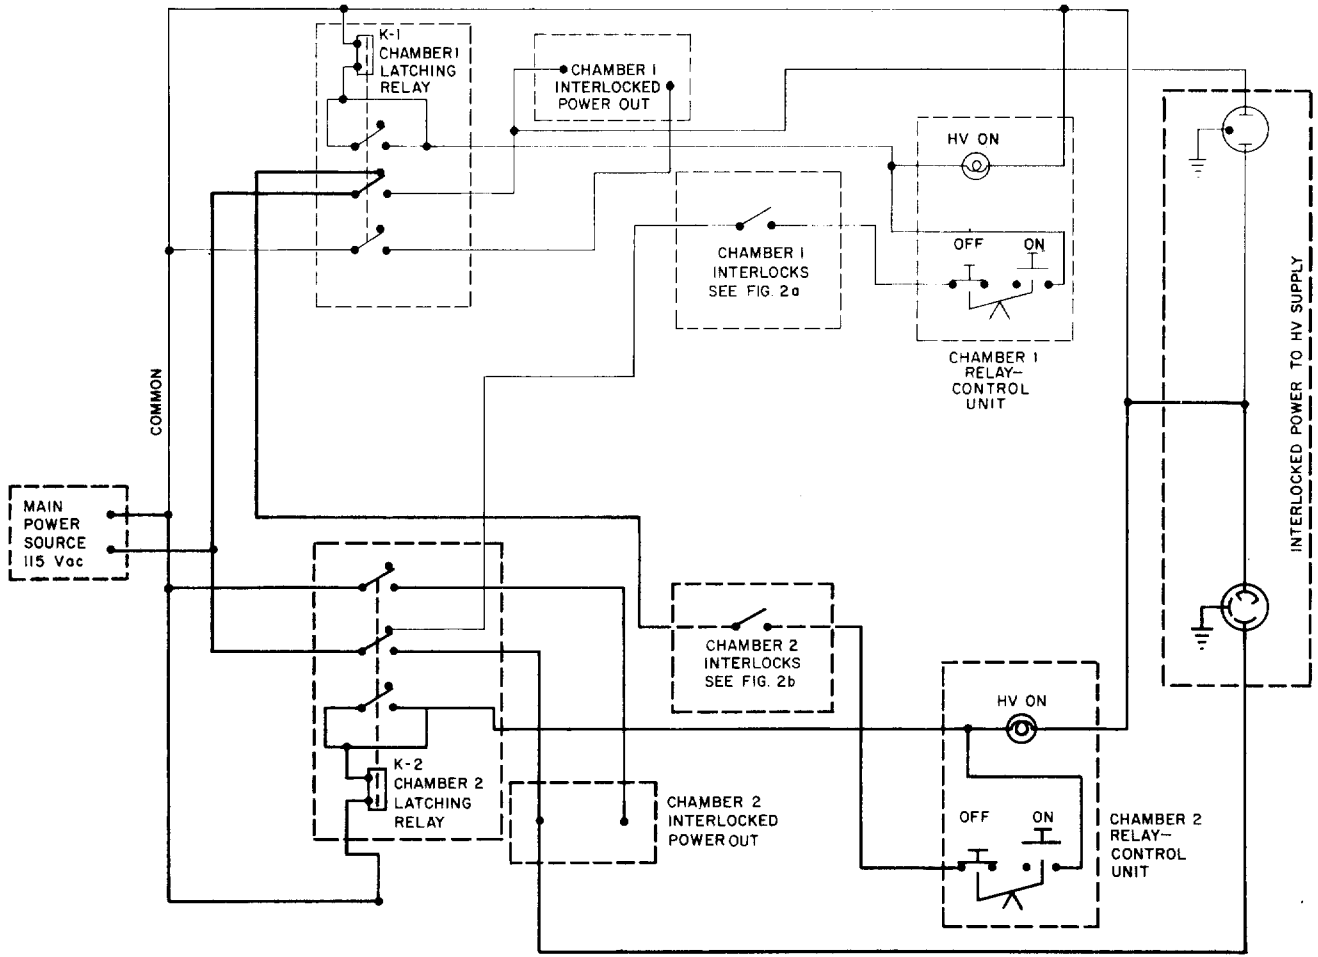 K-1
CHAMBER 1
LATCHING
RELAY
CHAMBER 1
INTERLOCKED
POWER OUT
HV ON
OFF
ON
CHAMBER 1
INTERLOCKS
SEE FIG. 2a
CHAMBER 1
RELAY-
CONTROL
UNIT
INTERLOCKED POWER TO HV SUPPLY
COMMON
MAIN
POWER
SOURCE
115 Vac
CHAMBER 2
INTERLOCKS
SEE FIG. 2b
HV ON
K-2
CHAMBER 2
LATCHING
RELAY
CHAMBER 2
INTERLOCKED
POWER OUT
OFF
ON
CHAMBER 2
RELAY-
CONTROL
UNIT